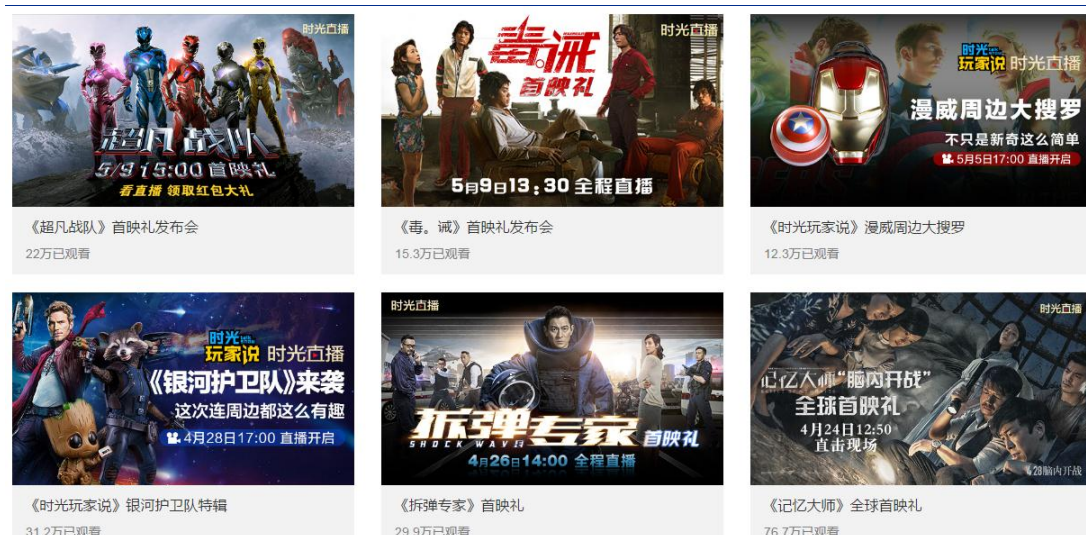 时光直播
超凡战队
5/9 15:00 首映礼
看直播 领取红包大礼
《超凡战队》首映礼发布会
22万已观看
时光直播
毒。诫
首映礼
5月9日13:30 全程直播
《毒。诫》首映礼发布会
15.3万已观看
时光
玩家说 时光直播
漫威周边大搜罗
不只是新奇这么简单
5月5日17:00 直播开启
《时光玩家说》漫威周边大搜罗
12.3万已观看
时光
玩家说 时光直播
《银河护卫队》来袭
这次连周边都这么有趣
4月28日17:00 直播开启
《时光玩家说》银河护卫队特辑
31.2万已观看
时光直播
拆弹专家 首映礼
SHOCK WAVE
4月26日14:00 全程直播
《拆弹专家》首映礼
29.9万已观看
时光直播
记忆大师“脑内开战”
全球首映礼
4月24日12:50
直击现场
428脑内开战
《记忆大师》全球首映礼
76.7万已观看